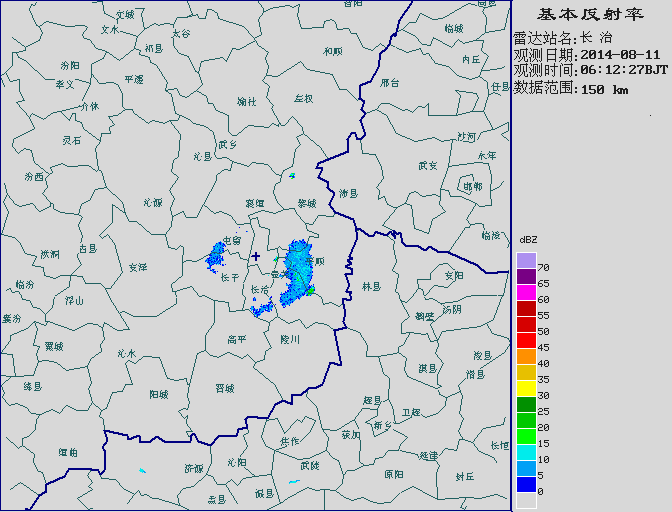 基本反射率
雷达站名:长 治
观测日期:2014-08-11
观测时间:06:12:27BJT
数据范围:150 km
dBZ
70
65
60
55
50
45
40
35
30
25
20
15
10
5
0
文城
文水
太谷
祁县
昔阳
和顺
临城
内丘
任县
邢台
汾阳
孝义
平遥
介休
榆社
左权
灵石
武乡
沁县
沙河
永年
武安
邯郸
汾西
沁源
襄垣
黎城
涉县
临漳
屯留
洪洞
古县
安泽
长子
长治
顺
林县
安阳
汤阴
鹤壁
临汾
浮山
襄汾
翼城
沁水
高平
陵川
淇县
浚县
滑县
绛县
阳城
晋城
辉县
卫辉
新乡
获加
焦作
垣曲
济源
沁阳
武陟
延津
原阳
封丘
长垣
孟县
温县